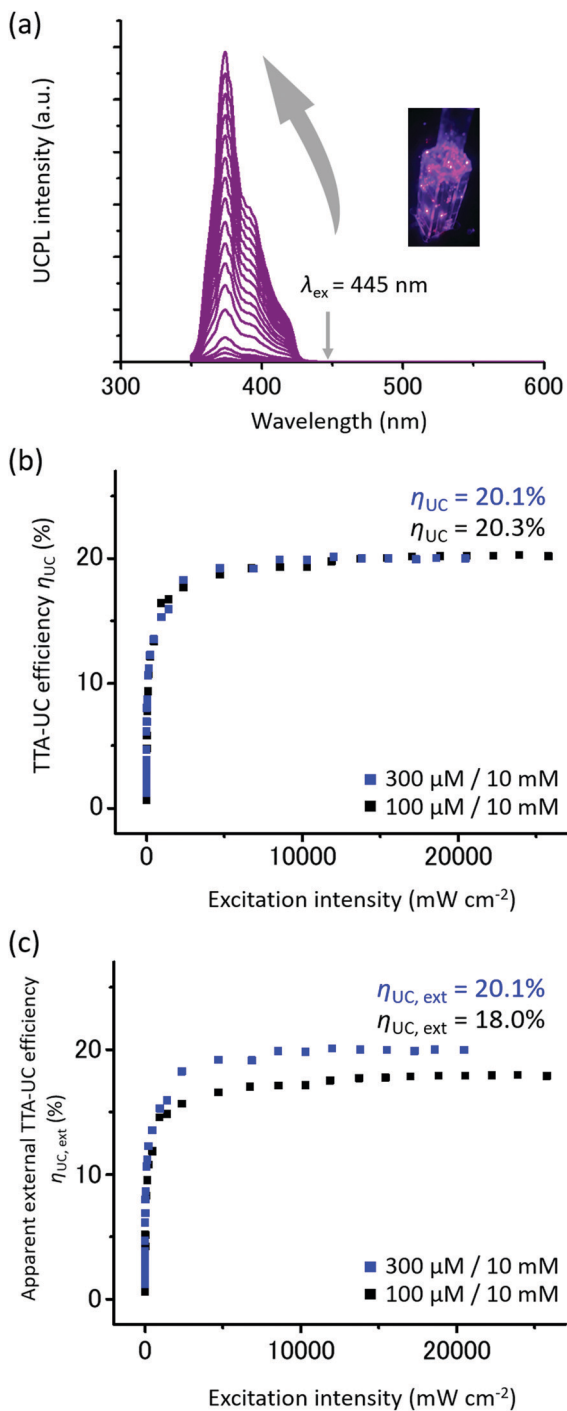 (a)
UCPL intensity (a.u.)
λex = 445 nm
300
400
500
600
Wavelength (nm)
(b)
TTA-UC efficiency ηUC (%)
20
10
0
ηUC = 20.1%
ηUC = 20.3%
300 μM / 10 mM
100 μM / 10 mM
0
10000
20000
Excitation intensity (mW cm-2)
(c)
Apparent external TTA-UC efficiency
ηUC, ext (%)
20
10
0
ηUC, ext = 20.1%
ηUC, ext = 18.0%
300 μM / 10 mM
100 μM / 10 mM
0
10000
20000
Excitation intensity (mW cm-2)